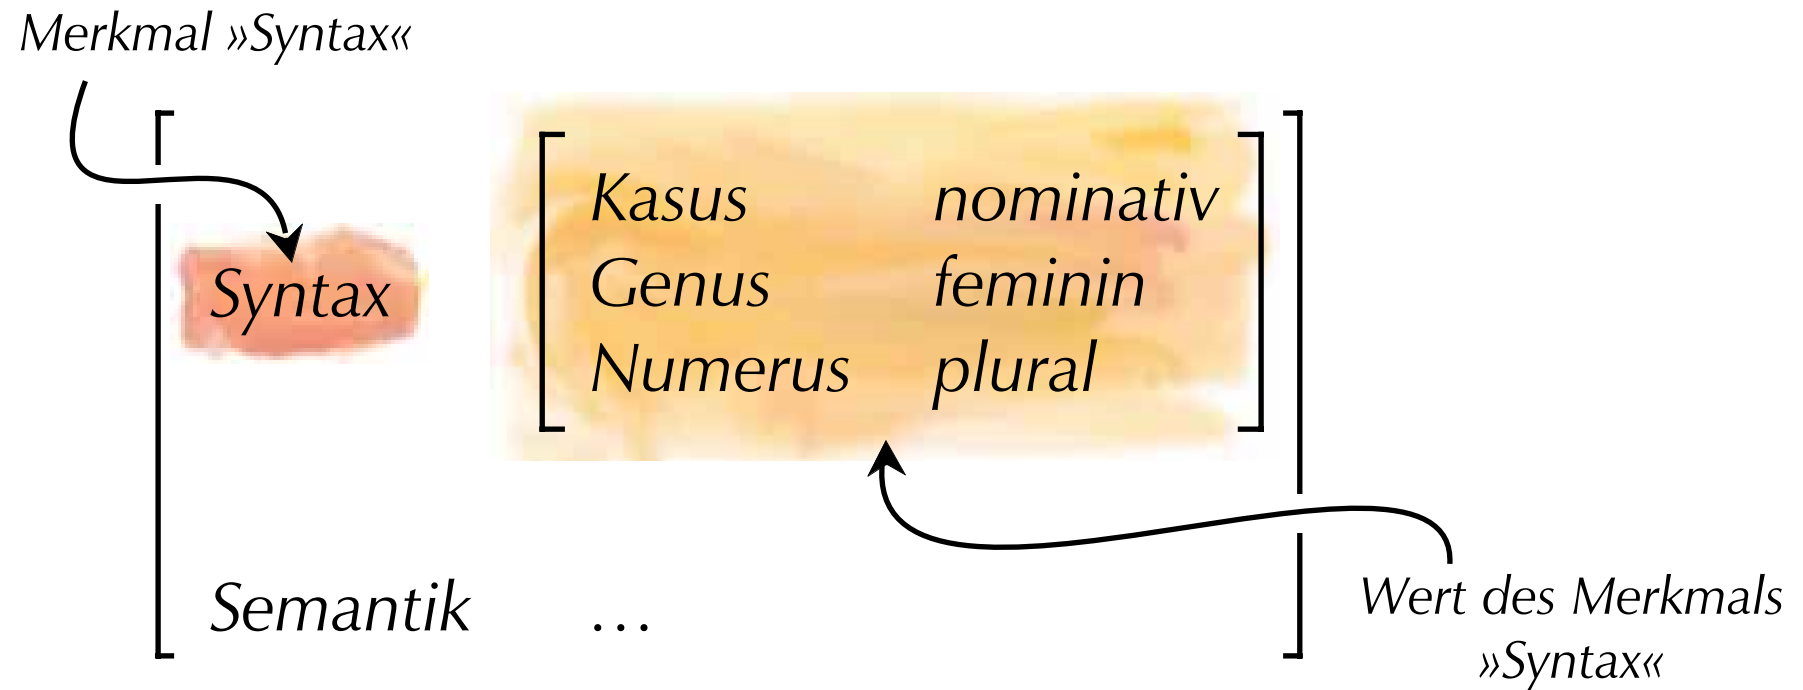 Merkmal »Syntax«
Kasus nominativ
Syntax Genus feminin
Numerus plural
Semantik …
Wert des Merkmals
»Syntax«